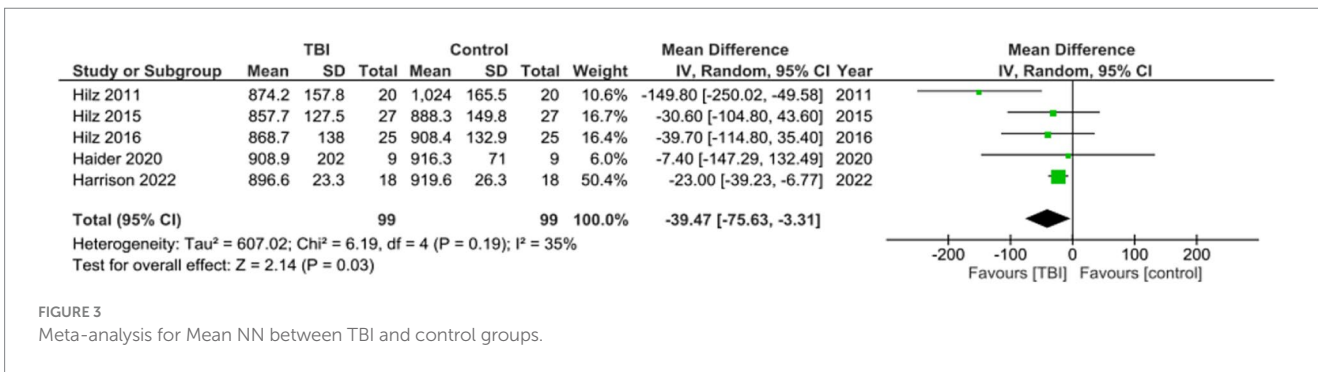 TBI Control Mean Difference Mean Difference
Study or Subgroup Mean SD Total Mean SD Total Weight IV, Random, 95% CI Year IV, Random, 95% CI
Hilz 2011 874.2 157.8 20 1,024 165.5 20 10.6% -149.80 [-250.02, -49.58] 2011
Hilz 2015 857.7 127.5 27 888.3 149.8 27 16.7% -30.60 [-104.80, 43.60] 2015
Hilz 2016 868.7 138 25 908.4 132.9 25 16.4% -39.70 [-114.80, 35.40] 2016
Haider 2020 908.9 202 9 916.3 71 9 6.0% -7.40 [-147.29, 132.49] 2020
Harrison 2022 896.6 23.3 18 919.6 26.3 18 50.4% -23.00 [-39.23, -6.77] 2022
Total (95% CI) 99 99 100.0% -39.47 [-75.63, -3.31]
Heterogeneity: Tau² = 607.02; Chi² = 6.19, df = 4 (P = 0.19); I² = 35%
Test for overall effect: Z = 2.14 (P = 0.03)
-200 -100 0 100 200
Favours [TBI] Favours [control]
FIGURE 3
Meta-analysis for Mean NN between TBI and control groups.